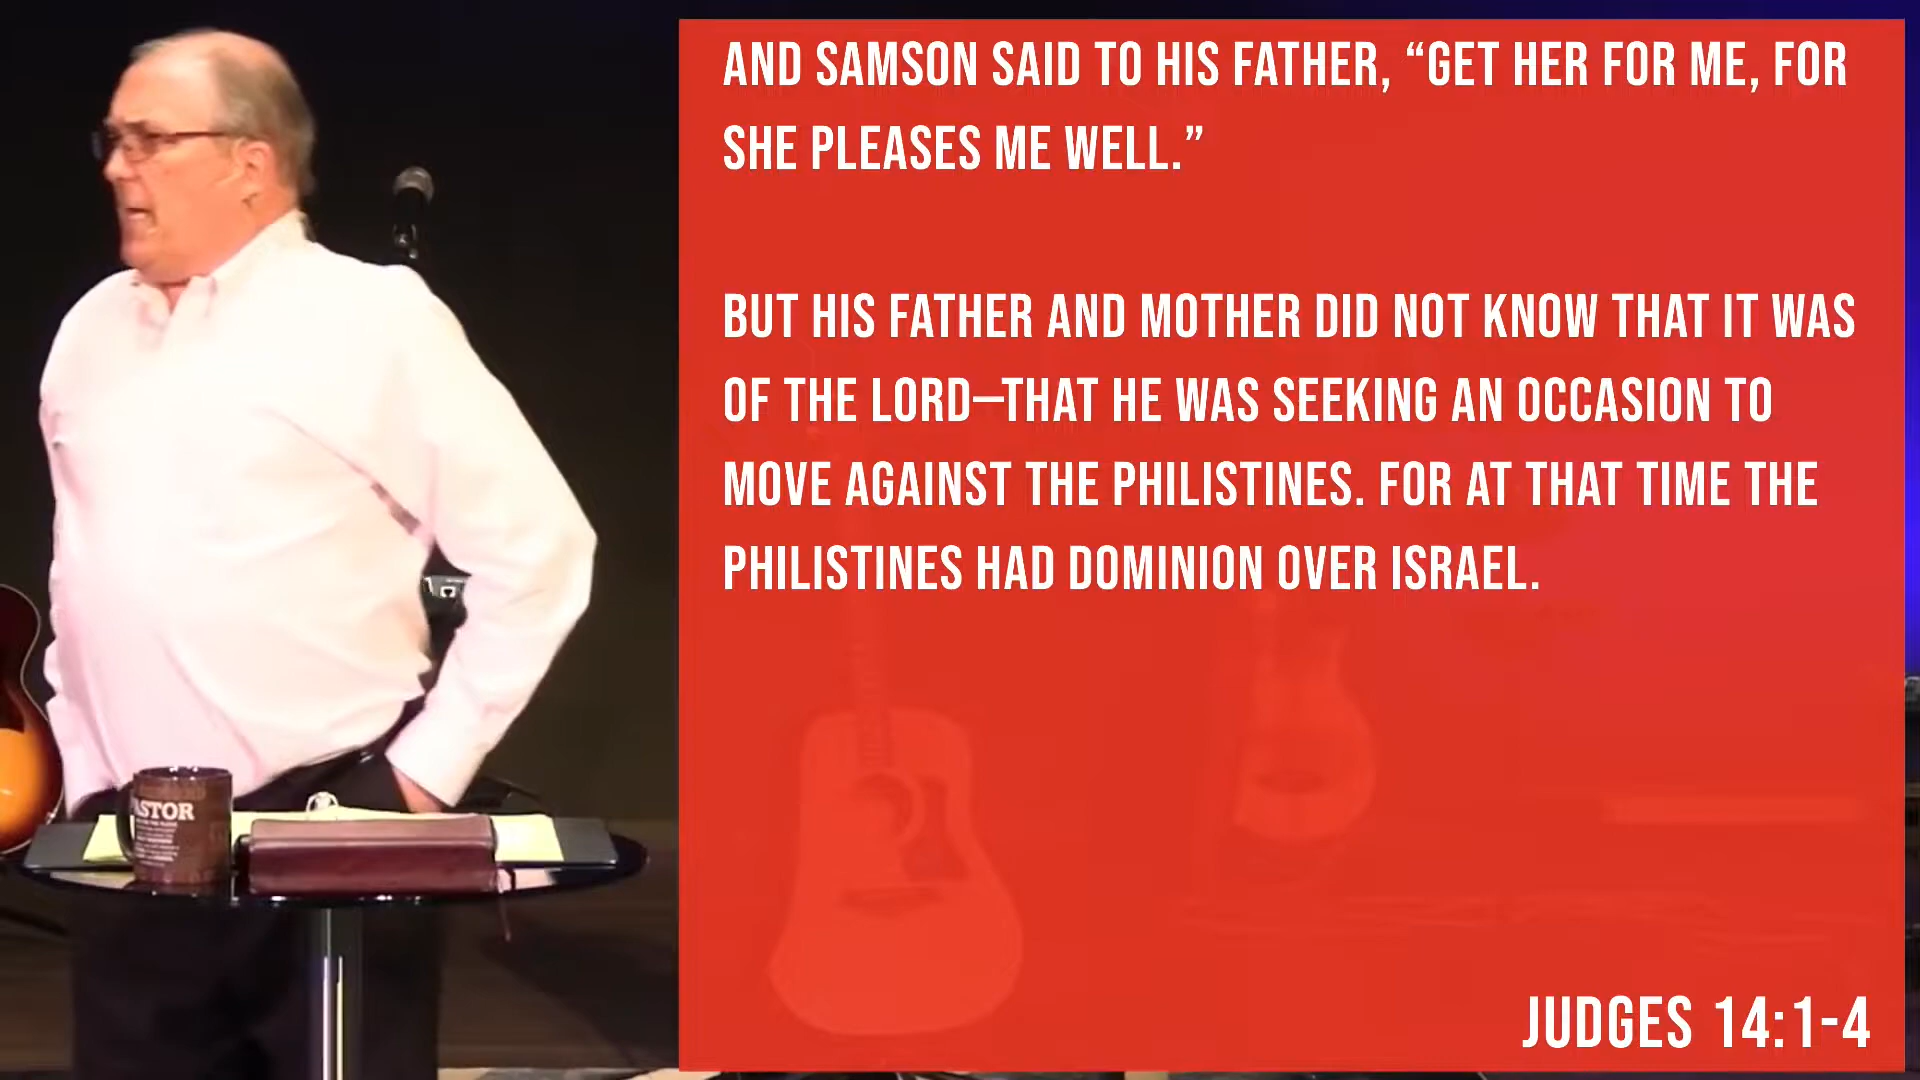 AND SAMSON SAID TO HIS FATHER, “GET HER FOR ME, FOR
SHE PLEASES ME WELL.”
BUT HIS FATHER AND MOTHER DID NOT KNOW THAT IT WAS
OF THE LORD—THAT HE WAS SEEKING AN OCCASION TO
MOVE AGAINST THE PHILISTINES. FOR AT THAT TIME THE
PHILISTINES HAD DOMINION OVER ISRAEL.
JUDGES 14:1-4
ASTOR